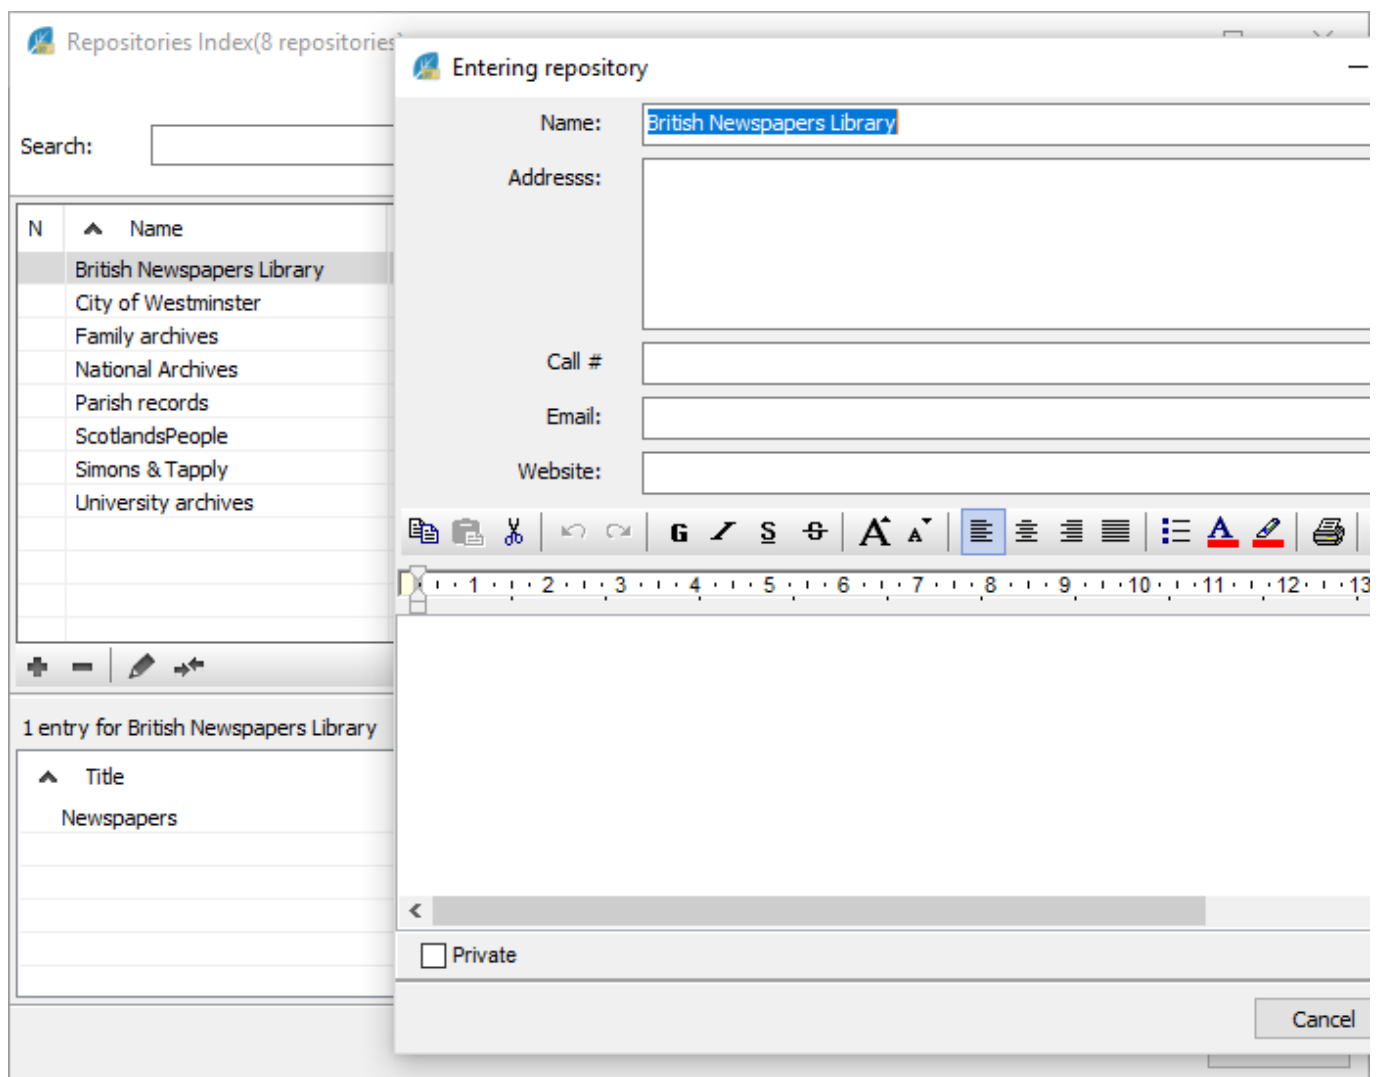 Repositories Index(8 repositories)
Entering repository
Search:
Name: British Newspapers Library
Addresss:
Call #
Email:
Website:
N Name
British Newspapers Library
City of Westminster
Family archives
National Archives
Parish records
ScotlandsPeople
Simons & Tapply
University archives
G I S S A A A
1 2 3 4 5 6 7 8 9 10 11 12 13
1 entry for British Newspapers Library
Title
Newspapers
Private
Cancel